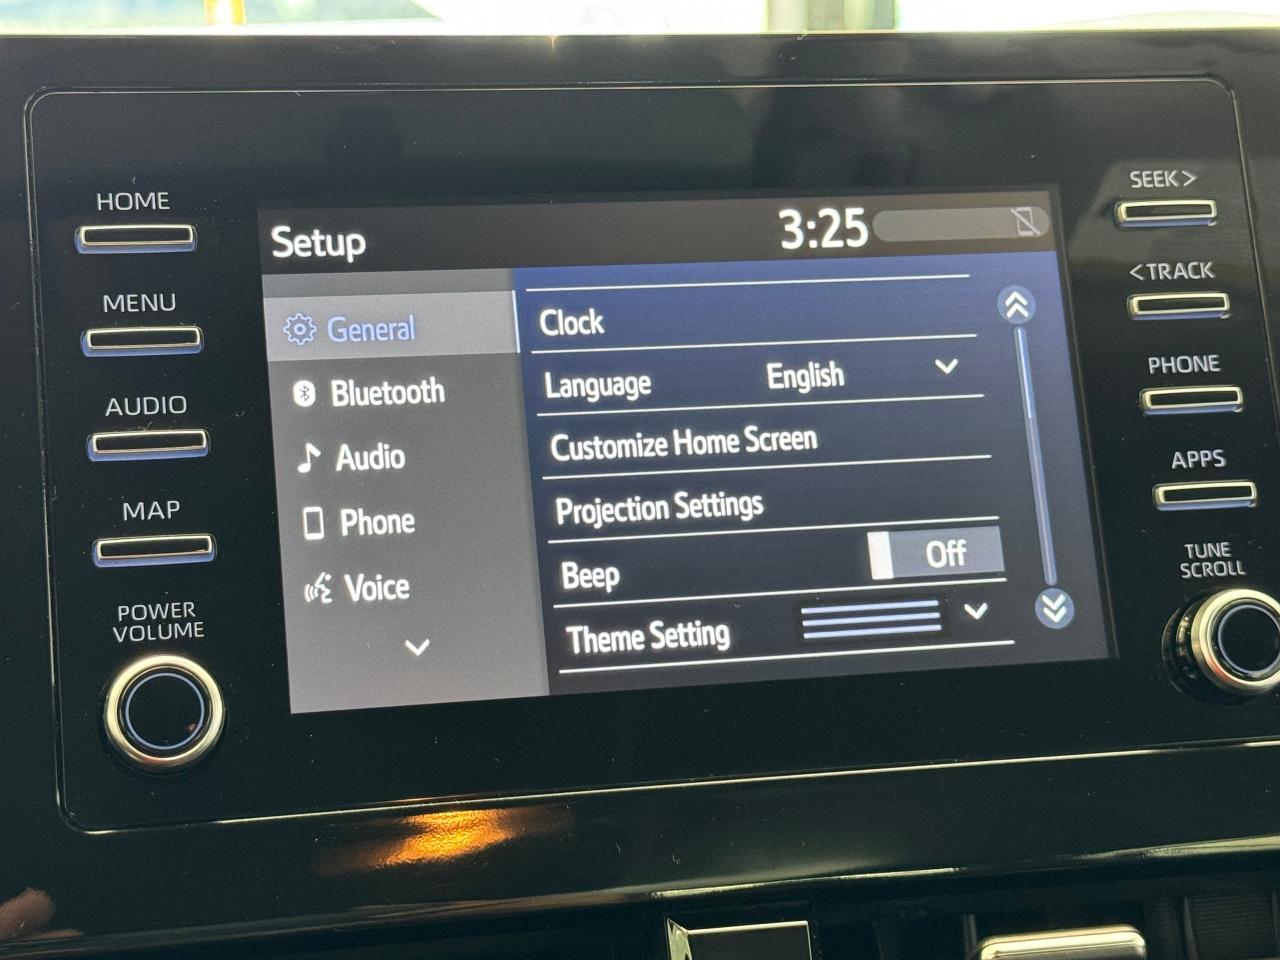 HOME
MENU
AUDIO
MAP
POWER
VOLUME
Setup
3:25
General
Bluetooth
Audio
Phone
Voice
Clock
Language English
Customize Home Screen
Projection Settings
Beep Off
Theme Setting
SEEK >
< TRACK
PHONE
APPS
TUNE
SCROLL